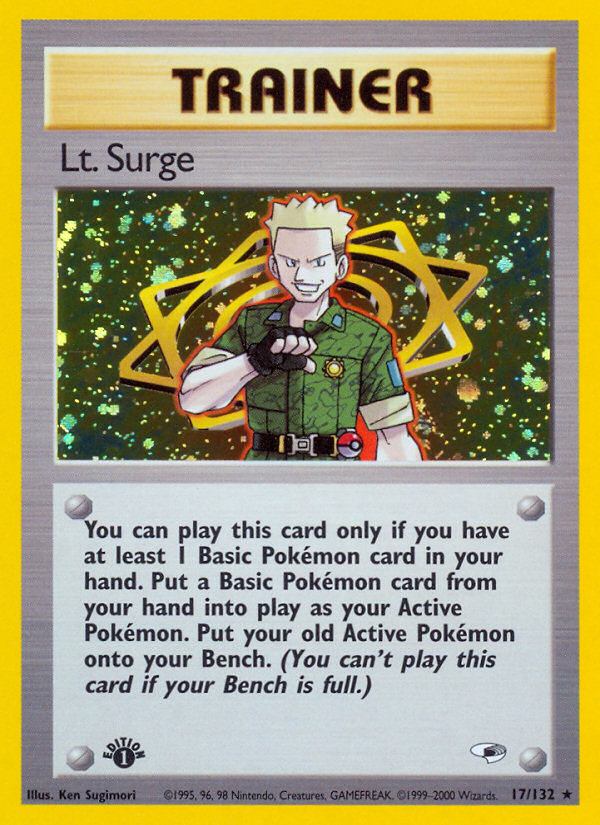 TRAINER
Lt. Surge
You can play this card only if you have
at least 1 Basic Pokémon card in your
hand. Put a Basic Pokémon card from
your hand into play as your Active
Pokémon. Put your old Active Pokémon
onto your Bench. (You can't play this
card if your Bench is full.)
EDITION
1
Illus. Ken Sugimori ©1995, 96, 98 Nintendo, Creatures, GAMEFREAK. ©1999–2000 Wizards. 17/132 ★